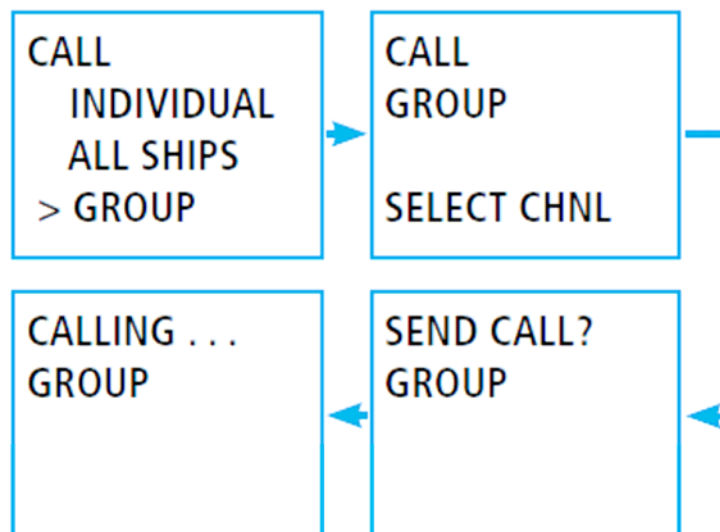 CALL
INDIVIDUAL
ALL SHIPS
> GROUP
CALL
GROUP
SELECT CHNL
CALLING . . .
GROUP
SEND CALL?
GROUP